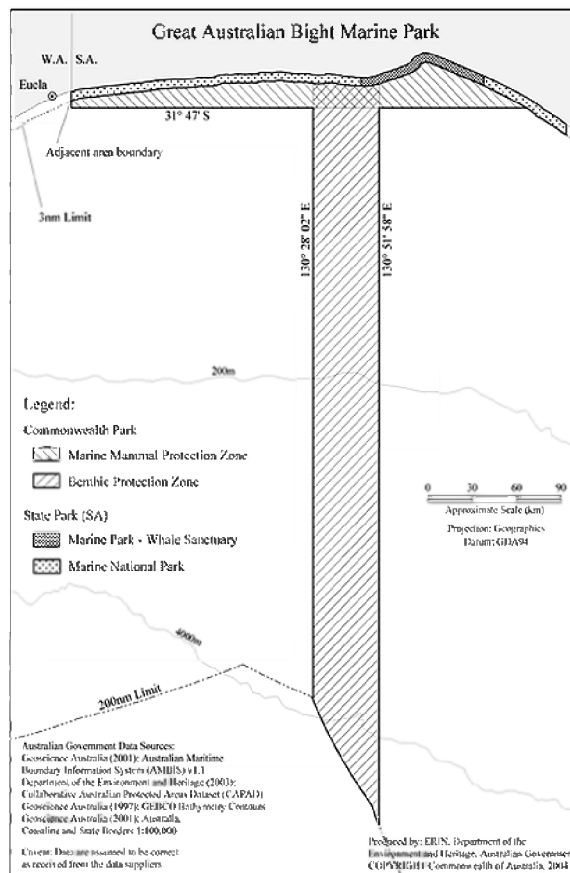 Great Australian Bight Marine Park
W.A. S.A.
Eucla
31° 47' S
Adjacent area boundary
3nm Limit
130° 28' 02" E
130° 51' 58" E
200m
Legend:
Commonwealth Park
Marine Mammal Protection Zone
Benthic Protection Zone
State Park (SA)
Marine Park - Whale Sanctuary
Marine National Park
0 30 60 90
Approximate Scale (km)
Projection: Geographics
Datum: GDA94
4000m
200nm Limit
Australian Government Data Sources:
Geoscience Australia (2001): Australian Maritime
Boundary Information System (AMBIS) v1.1
Department of the Environment and Heritage (2003):
Collaborative Australian Protected Areas Dataset (CAPAD)
Geoscience Australia (1997): GEBCO Bathymetry Contours
Geoscience Australia (2001): Australia,
Coastline and State Borders 1:100,000
Caveat: Data are assumed to be correct
as received from the data suppliers
Produced by: ERIN, Department of the
Environment and Heritage, Australian Government
COPYRIGHT Commonwealth of Australia, 2004